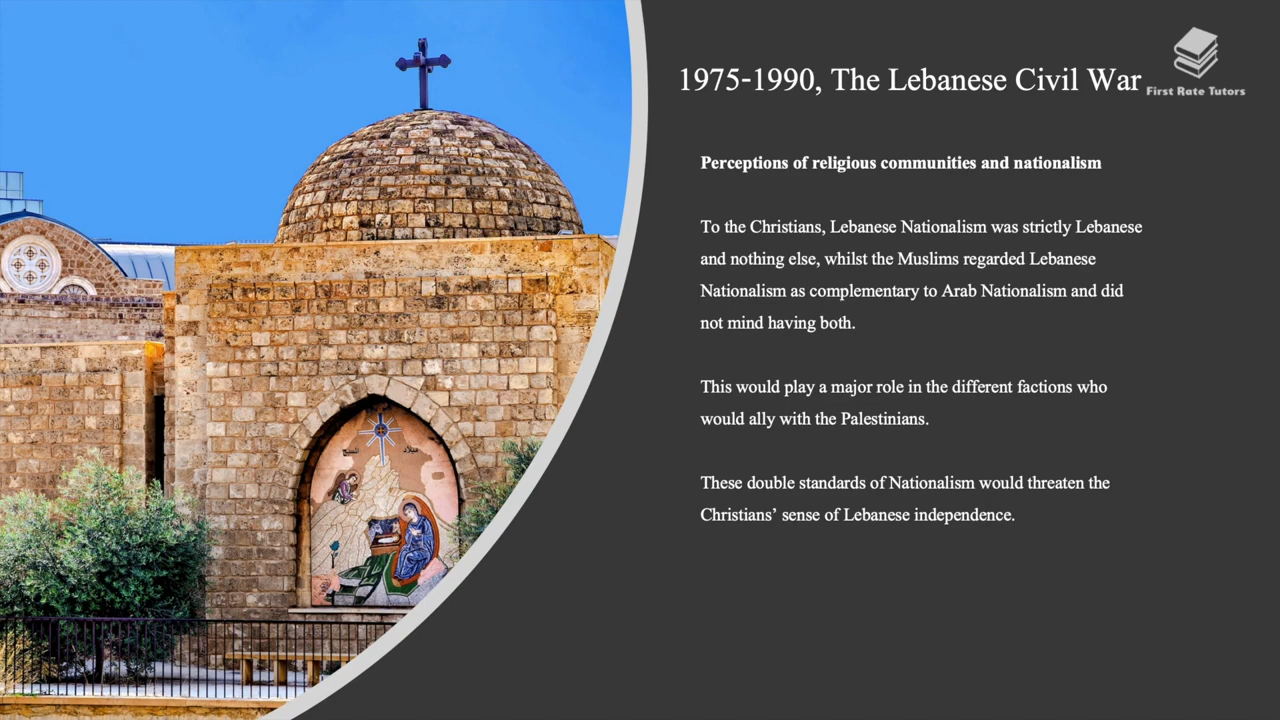 1975-1990, The Lebanese Civil War
First Rate Tutors
Perceptions of religious communities and nationalism
To the Christians, Lebanese Nationalism was strictly Lebanese
and nothing else, whilst the Muslims regarded Lebanese
Nationalism as complementary to Arab Nationalism and did
not mind having both.
This would play a major role in the different factions who
would ally with the Palestinians.
These double standards of Nationalism would threaten the
Christians’ sense of Lebanese independence.
ميلاد
المسيح